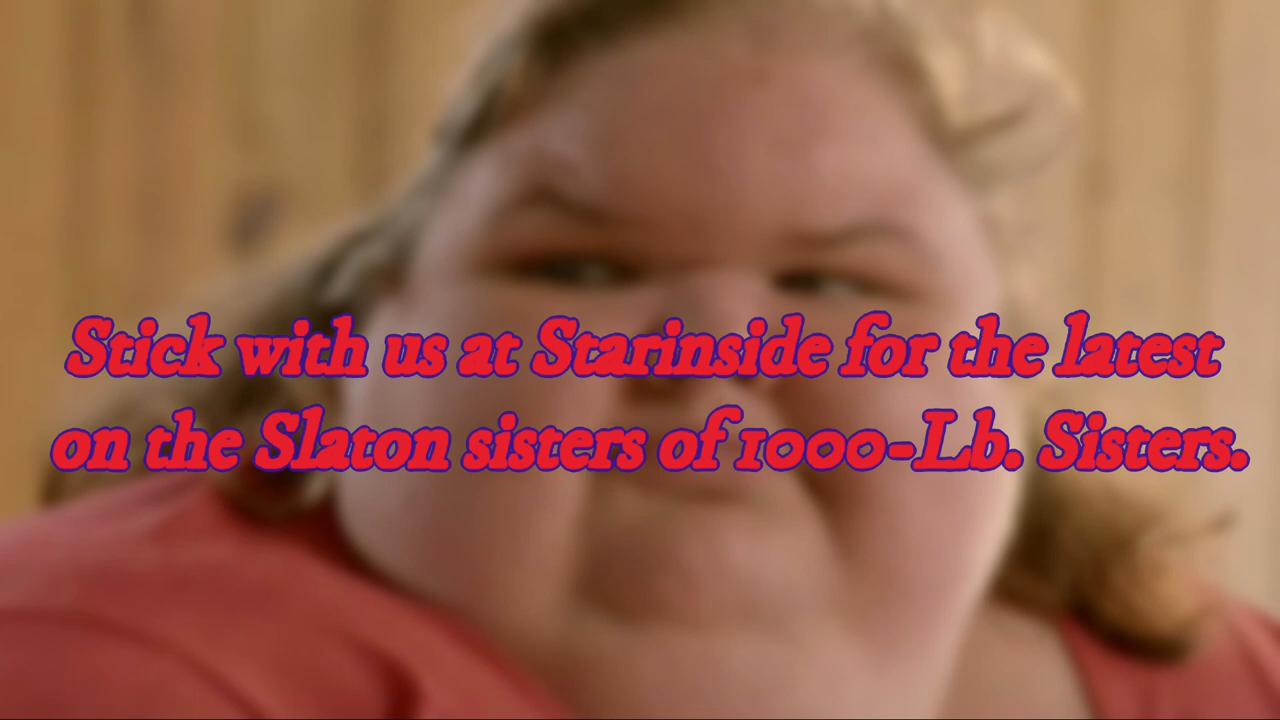 Stick with us at Starinside for the latest
on the Slaton sisters of 1000-Lb. Sisters.